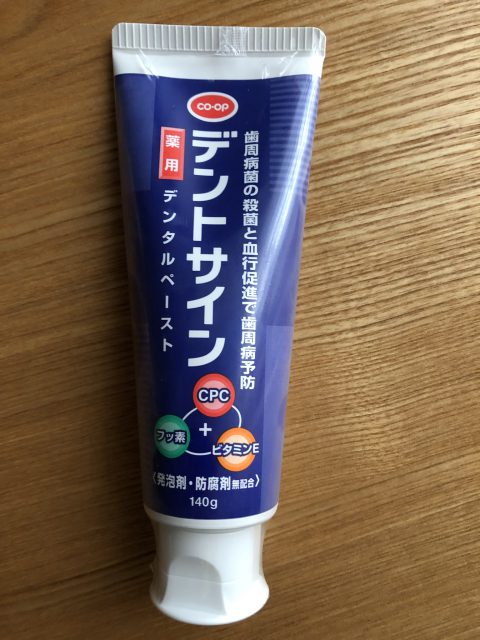 CO-OP
歯周病菌の殺菌と血行促進で歯周病予防
薬用
デントサイン
デンタルペースト
CPC
フッ素
+
ビタミンE
〈発泡剤・防腐剤無配合〉
140g